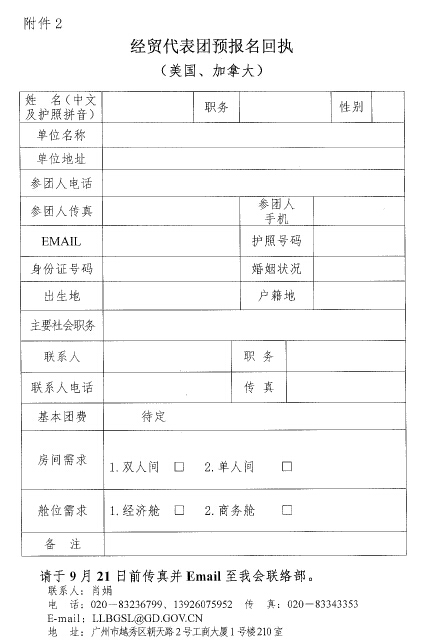 附件 2
经贸代表团预报名回执
（美国、加拿大）
姓 名（中文及护照拼音） 职务 性别
单位名称
单位地址
参团人电话
参团人传真 参团人手机
EMAIL 护照号码
身份证号码 婚姻状况
出生地 户籍地
主要社会职务
联系人 职 务
联系人电话 传 真
基本团费 待定
房间需求 1.双人间 □ 2.单人间 □
舱位需求 1.经济舱 □ 2.商务舱 □
备 注
请于 9 月 21 日前传真并 Email 至我会联络部。
联系人：肖娟
电 话：020－83236799、13926075952 传 真：020－83343353
E-mail：LLBGSL@GD.GOV.CN
地 址：广州市越秀区朝天路 2 号工商大厦 1 号楼 210 室